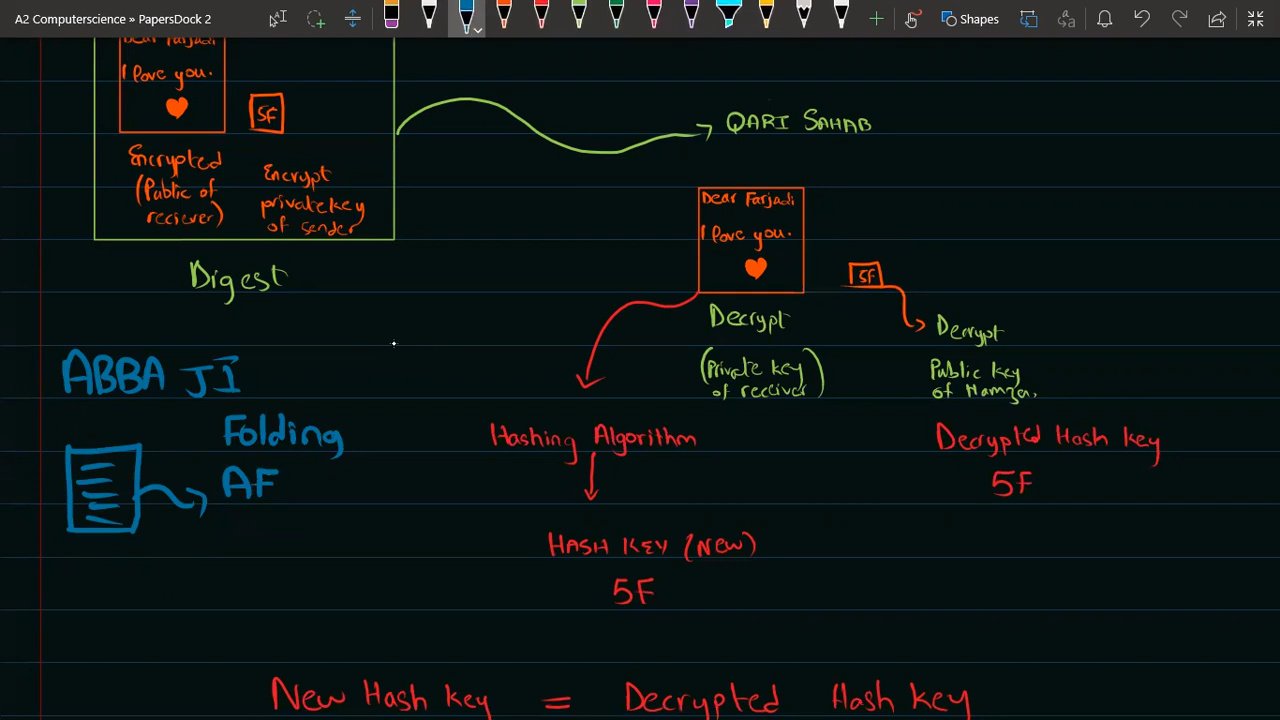 A2 Computerscience » PapersDock 2
Shapes
Dear Farjadi
I love you.
5F
Encrypted
(Public of
reciever)
Encrypt
private key
of sender
Digest
QARI SAHAB
Dear Farjadi
I love you.
5F
Decrypt
(Private key
of reciver)
Decrypt
Public key
of Hamza.
ABBA JI
Folding
AF
Hashing Algorithm
Decrypted Hash key
5F
HASH KEY (New)
5F
New Hash key = Decrypted Hash key